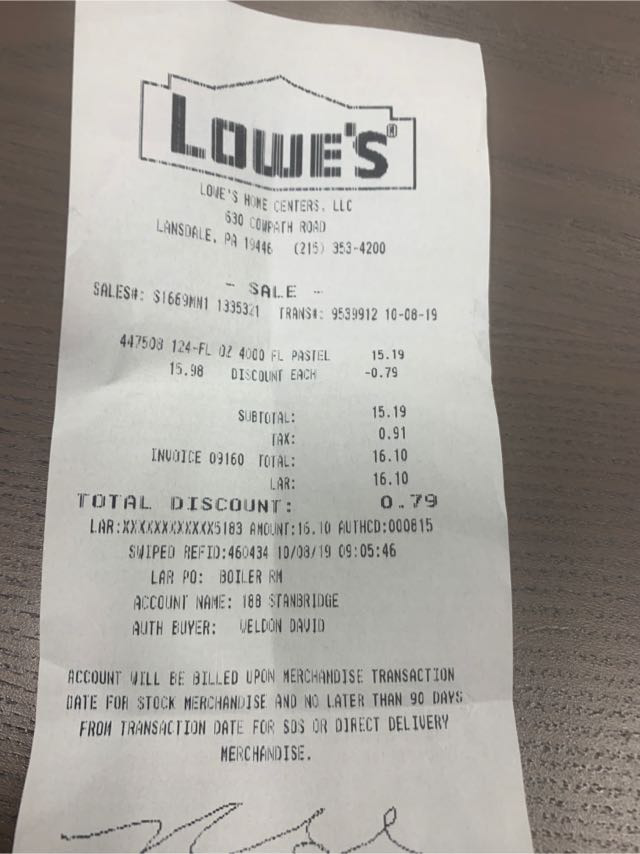 LOWE'S®
LOWE'S HOME CENTERS, LLC
630 COWPATH ROAD
LANSDALE, PA 19446 (215) 353-4200
- SALE -
SALES#: S1669MN1 1335321 TRANS#: 9539912 10-08-19
447508 124-FL OZ 4000 FL PASTEL 15.19
15.98 DISCOUNT EACH -0.79
SUBTOTAL: 15.19
TAX: 0.91
INVOICE 09160 TOTAL: 16.10
LAR: 16.10
TOTAL DISCOUNT: 0.79
LAR:XXXXXXXXXXXX5183 AMOUNT:16.10 AUTHCD:000815
SWIPED REFID:460434 10/08/19 09:05:46
LAR PO: BOILER RM
ACCOUNT NAME: 188 STANBRIDGE
AUTH BUYER: WELDON DAVID
ACCOUNT WILL BE BILLED UPON MERCHANDISE TRANSACTION
DATE FOR STOCK MERCHANDISE AND NO LATER THAN 90 DAYS
FROM TRANSACTION DATE FOR SOS OR DIRECT DELIVERY
MERCHANDISE.